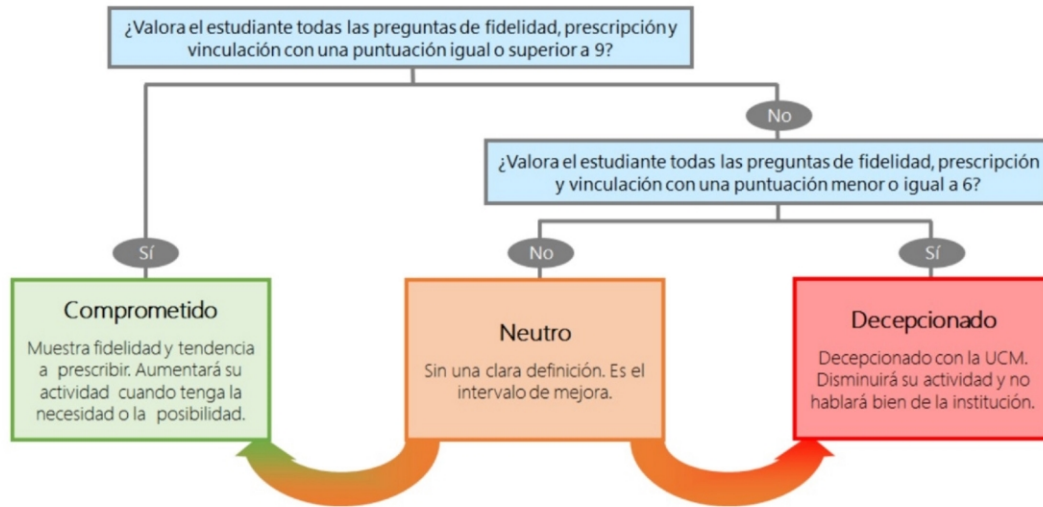 ¿Valora el estudiante todas las preguntas de fidelidad, prescripción y
vinculación con una puntuación igual o superior a 9?
No
¿Valora el estudiante todas las preguntas de fidelidad, prescripción
y vinculación con una puntuación menor o igual a 6?
Sí
No
Sí
Comprometido
Muestra fidelidad y tendencia
a prescribir. Aumentará su
actividad cuando tenga la
necesidad o la posibilidad.
Neutro
Sin una clara definición. Es el
intervalo de mejora.
Decepcionado
Decepcionado con la UCM.
Disminuirá su actividad y no
hablará bien de la institución.